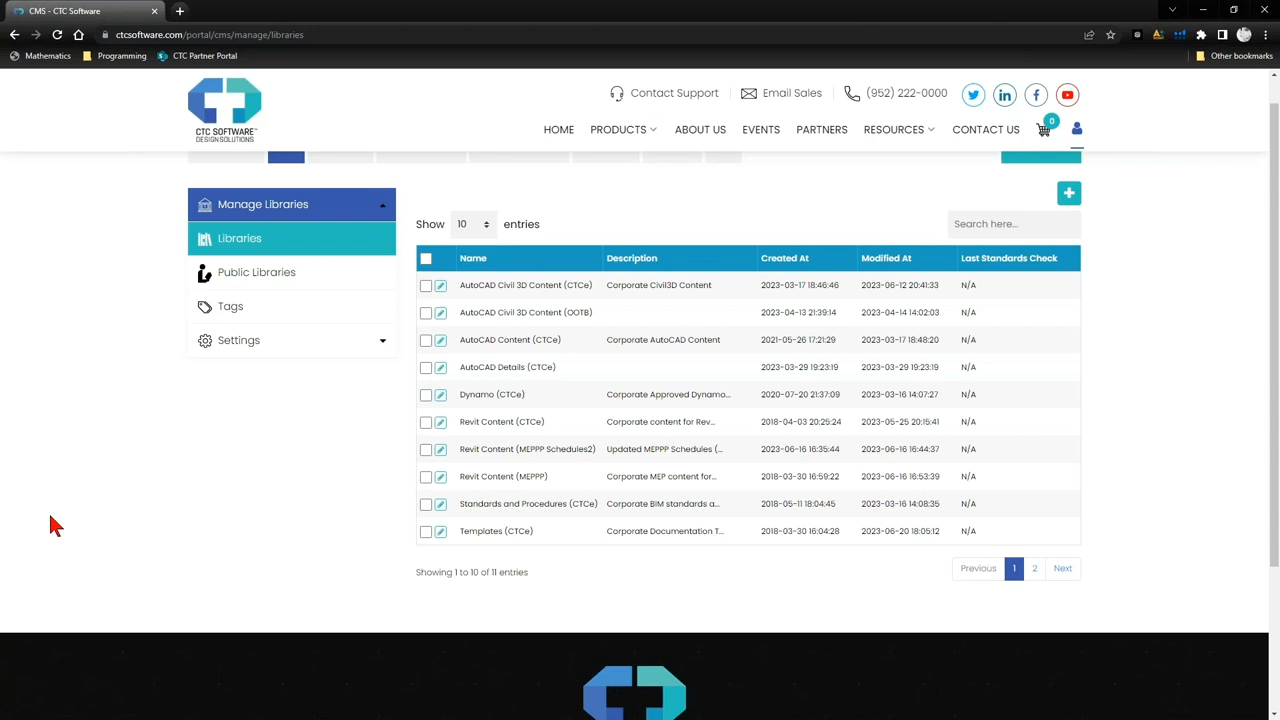 CMS - CTC Software
ctcsoftware.com/portal/cms/manage/libraries
Mathematics Programming CTC Partner Portal Other bookmarks
CTC SOFTWARE™
DESIGN SOLUTIONS
Contact Support Email Sales (952) 222-0000
HOME PRODUCTS ABOUT US EVENTS PARTNERS RESOURCES CONTACT US 0
Manage Libraries
Libraries
Public Libraries
Tags
Settings
Show 10 entries Search here...
Name Description Created At Modified At Last Standards Check
AutoCAD Civil 3D Content (CTCe) Corporate Civil3D Content 2023-03-17 18:46:46 2023-06-12 20:41:33 N/A
AutoCAD Civil 3D Content (OOTB) 2023-04-13 21:39:14 2023-04-14 14:02:03 N/A
AutoCAD Content (CTCe) Corporate AutoCAD Content 2021-05-26 17:21:29 2023-03-17 18:48:20 N/A
AutoCAD Details (CTCe) 2023-03-29 19:23:19 2023-03-29 19:23:19 N/A
Dynamo (CTCe) Corporate Approved Dynamo... 2020-07-20 21:37:09 2023-03-16 14:07:27 N/A
Revit Content (CTCe) Corporate content for Rev... 2018-04-03 20:25:24 2023-05-25 20:15:41 N/A
Revit Content (MEPPP Schedules2) Updated MEPPP Schedules (... 2023-06-16 16:35:44 2023-06-16 16:44:37 N/A
Revit Content (MEPPP) Corporate MEP content for... 2018-03-30 16:59:22 2023-06-16 16:53:39 N/A
Standards and Procedures (CTCe) Corporate BIM standards a... 2018-05-11 18:04:45 2023-03-16 14:08:35 N/A
Templates (CTCe) Corporate Documentation T... 2018-03-30 16:04:28 2023-06-20 18:05:12 N/A
Showing 1 to 10 of 11 entries Previous 1 2 Next